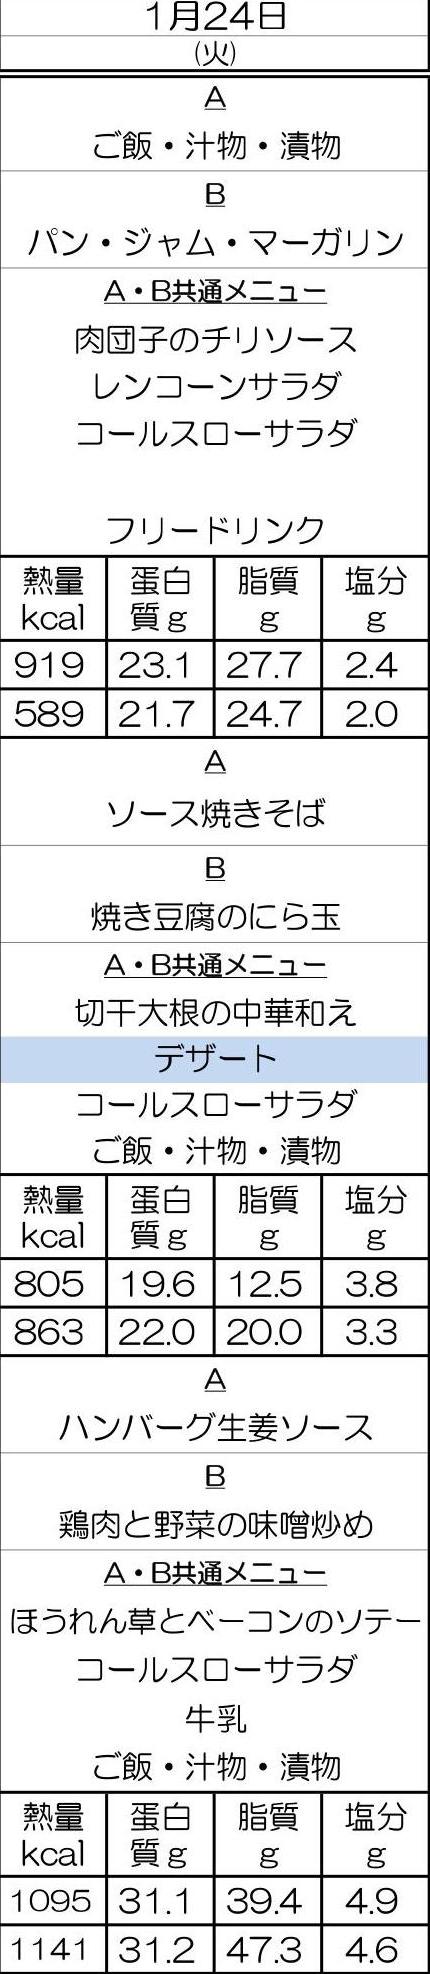 1月24日
(火)
A
ご飯・汁物・漬物
B
パン・ジャム・マーガリン
A・B共通メニュー
肉団子のチリソース
レンコーンサラダ
コールスローサラダ
フリードリンク
熱量 蛋白 脂質 塩分
kcal 質g g g
919 23.1 27.7 2.4
589 21.7 24.7 2.0
A
ソース焼きそば
B
焼き豆腐のにら玉
A・B共通メニュー
切干大根の中華和え
デザート
コールスローサラダ
ご飯・汁物・漬物
熱量 蛋白 脂質 塩分
kcal 質g g g
805 19.6 12.5 3.8
863 22.0 20.0 3.3
A
ハンバーグ生姜ソース
B
鶏肉と野菜の味噌炒め
A・B共通メニュー
ほうれん草とベーコンのソテー
コールスローサラダ
牛乳
ご飯・汁物・漬物
熱量 蛋白 脂質 塩分
kcal 質g g g
1095 31.1 39.4 4.9
1141 31.2 47.3 4.6